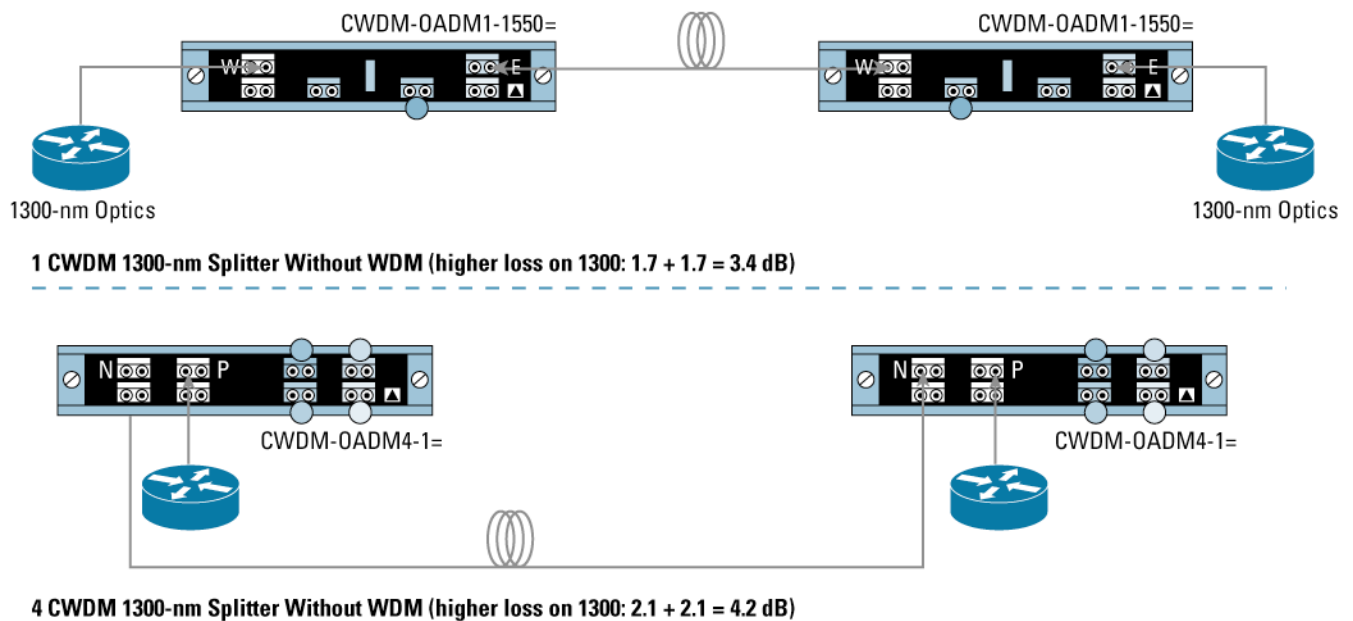 CWDM-OADM1-1550=
CWDM-OADM1-1550=
W
E
W
E
1300-nm Optics
1300-nm Optics
1 CWDM 1300-nm Splitter Without WDM (higher loss on 1300: 1.7 + 1.7 = 3.4 dB)
N
P
N
P
CWDM-OADM4-1=
CWDM-OADM4-1=
4 CWDM 1300-nm Splitter Without WDM (higher loss on 1300: 2.1 + 2.1 = 4.2 dB)